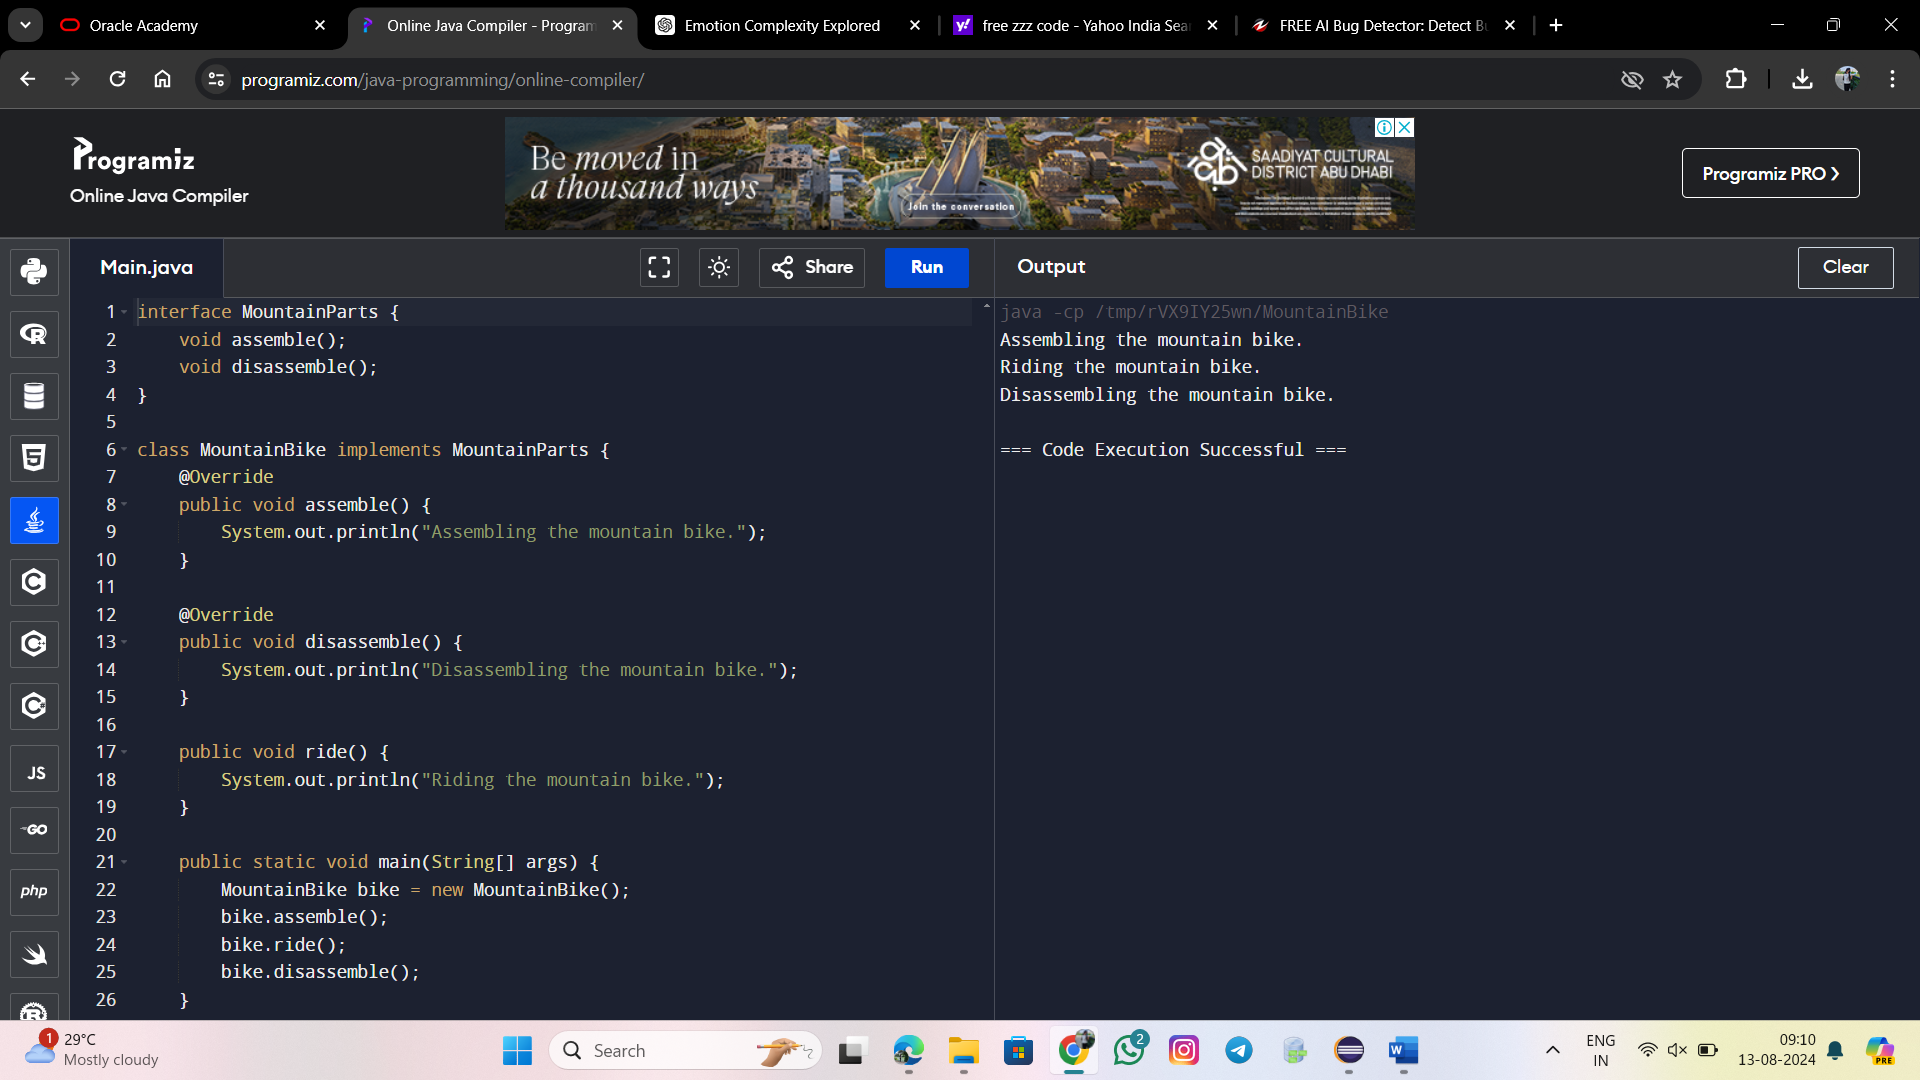 Oracle Academy
Online Java Compiler - Program
Emotion Complexity Explored
free zzz code - Yahoo India Sea
FREE AI Bug Detector: Detect Bu
programiz.com/java-programming/online-compiler/
Programiz
Online Java Compiler
Be moved in
a thousand ways
Join the conversation
SAADIYAT CULTURAL
DISTRICT ABU DHABI
Programiz PRO
Main.java
Share
Run
Output
Clear
1 interface MountainParts {
2 void assemble();
3 void disassemble();
4 }
5
6 class MountainBike implements MountainParts {
7 @Override
8 public void assemble() {
9 System.out.println("Assembling the mountain bike.");
10 }
11
12 @Override
13 public void disassemble() {
14 System.out.println("Disassembling the mountain bike.");
15 }
16
17 public void ride() {
18 System.out.println("Riding the mountain bike.");
19 }
20
21 public static void main(String[] args) {
22 MountainBike bike = new MountainBike();
23 bike.assemble();
24 bike.ride();
25 bike.disassemble();
26 }
java -cp /tmp/rVX9IY25wn/MountainBike
Assembling the mountain bike.
Riding the mountain bike.
Disassembling the mountain bike.
=== Code Execution Successful ===
R
5
C
C
C
JS
GO
php
R
1
29°C
Mostly cloudy
Search
2
W
ENG
IN
09:10
13-08-2024
PRE